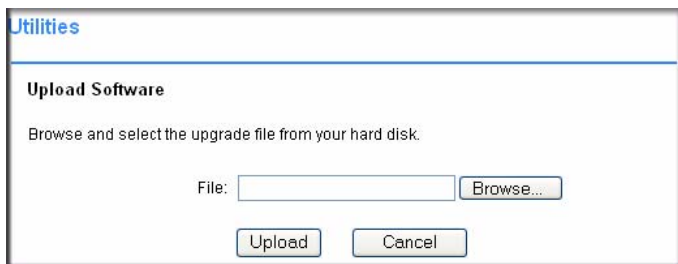 Utilities
Upload Software
Browse and select the upgrade file from your hard disk.
File: Browse...
Upload Cancel